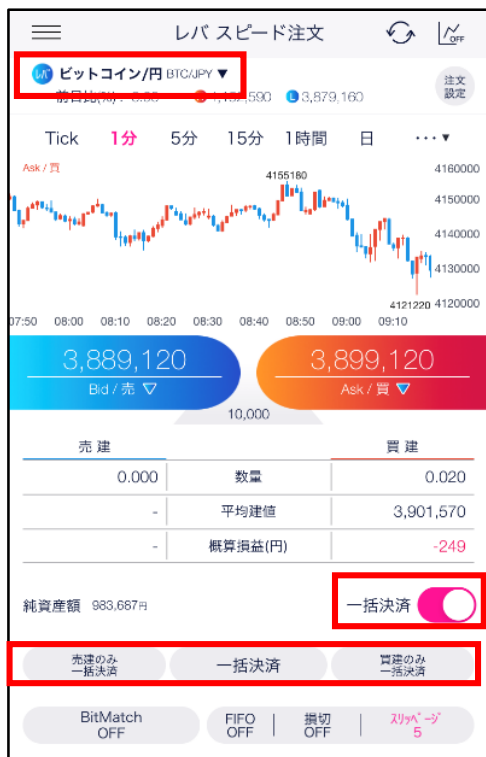 レバ スピード注文
OFF
レバ ビットコイン/円 BTC/JPY ▼
注文
設定
L 3,879,160
Tick 1分 5分 15分 1時間 日 ··· ▼
Ask / 買
4155180
4160000
4150000
4140000
4130000
4120000
4121220
07:50 08:00 08:10 08:20 08:30 08:40 08:50 09:00 09:10
3,889,120 3,899,120
Bid / 売 ▽ Ask / 買 ▼
10,000
売 建 買 建
0.000 数量 0.020
- 平均建値 3,901,570
- 概算損益(円) -249
純資産額 983,687円 一括決済
売建のみ
一括決済
一括決済
買建のみ
一括決済
BitMatch
OFF
FIFO
OFF
損切
OFF
スリッページ
5